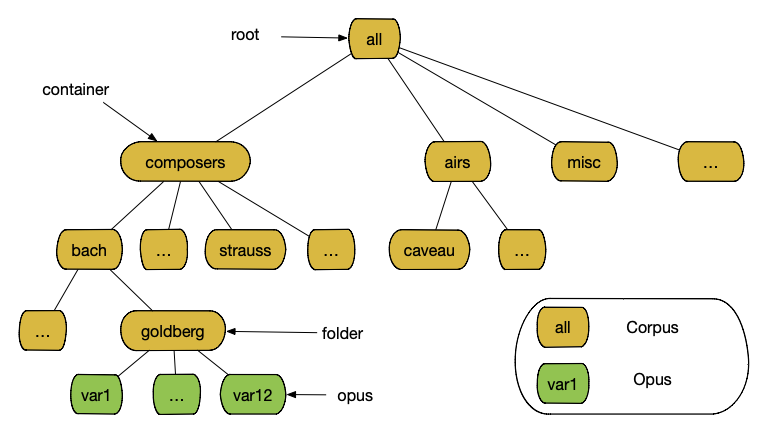 root
all
container
composers
airs
misc
...
bach
...
strauss
...
caveau
...
...
goldberg
folder
var1
...
var12
opus
all
Corpus
var1
Opus